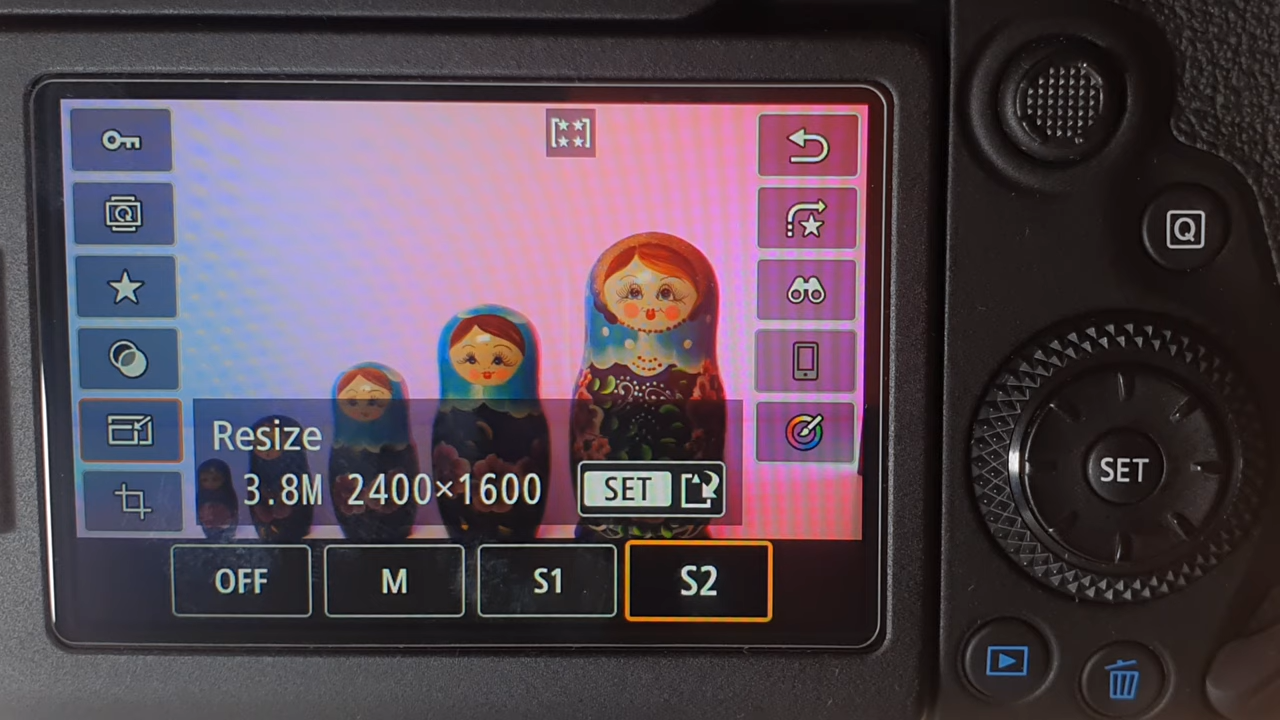 Q
Resize
3.8M 2400×1600
SET
OFF M S1 S2
Q
SET